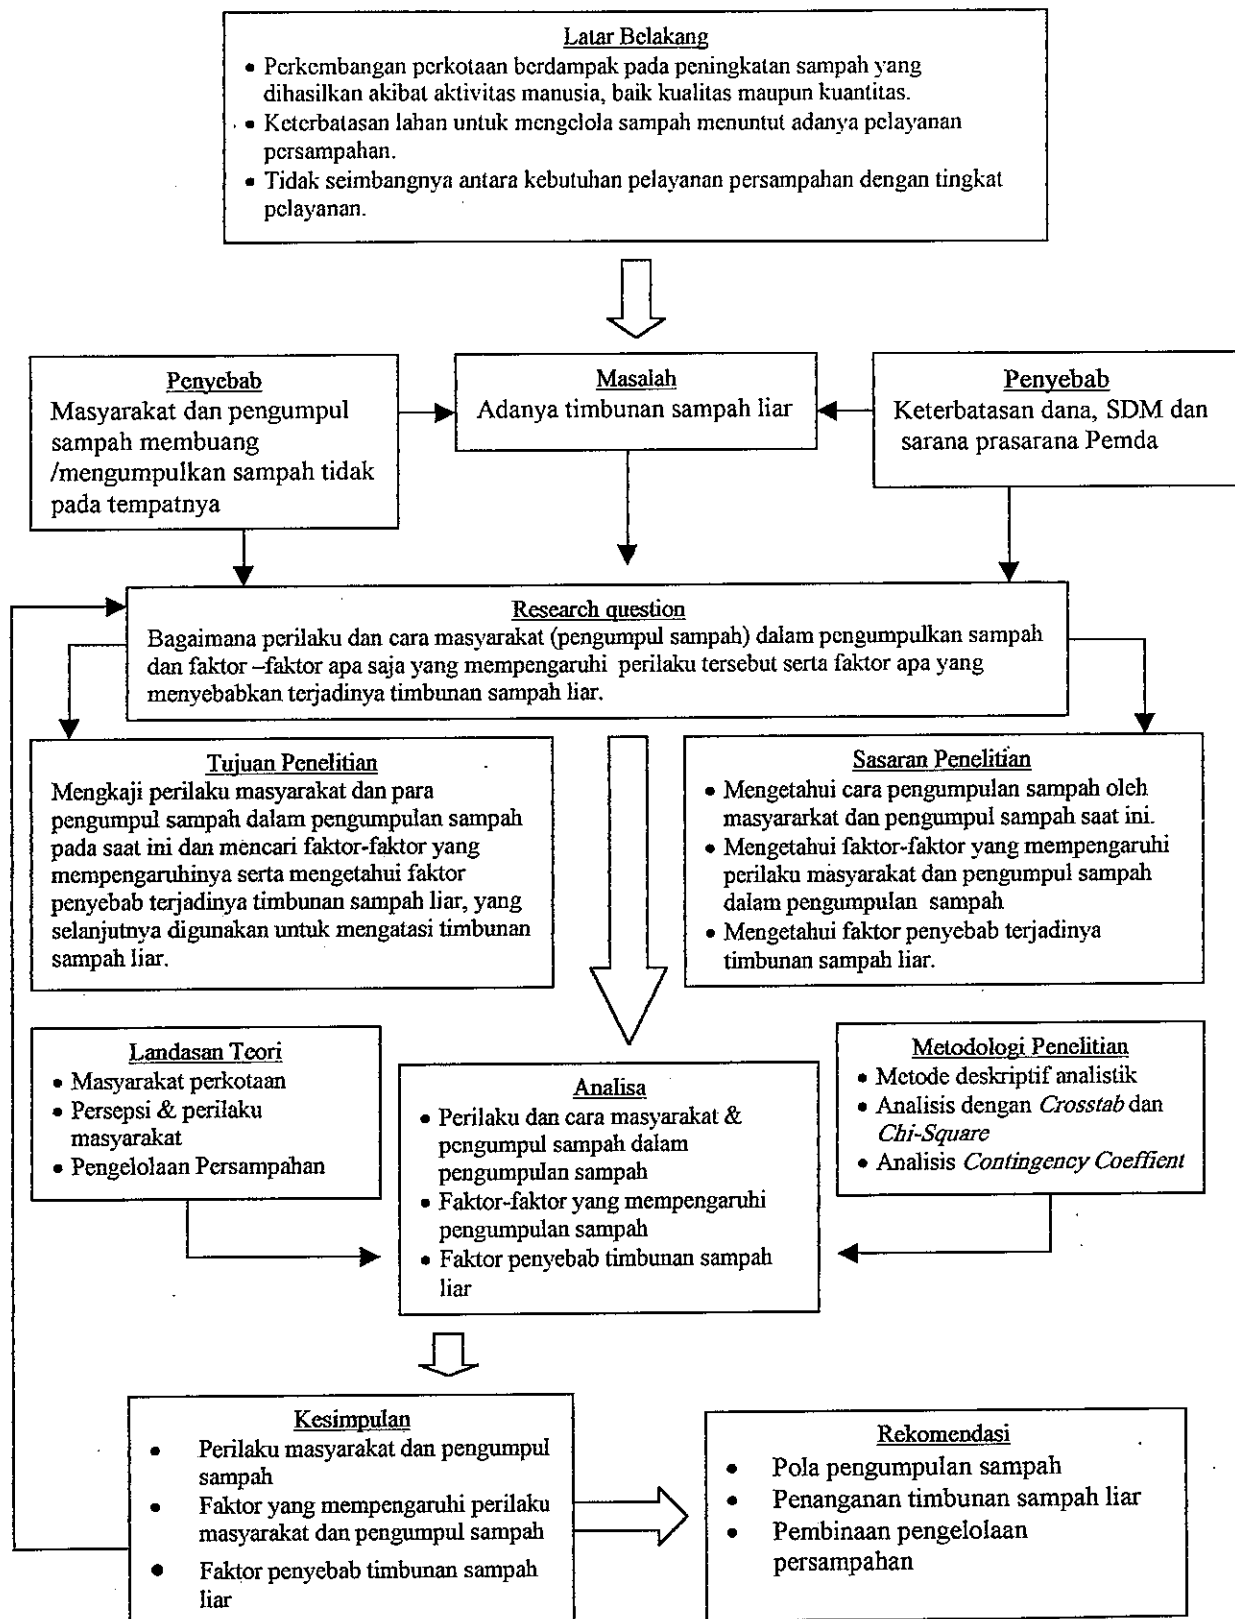 Latar Belakang
• Perkembangan perkotaan berdampak pada peningkatan sampah yang
dihasilkan akibat aktivitas manusia, baik kualitas maupun kuantitas.
• Keterbatasan lahan untuk mengelola sampah menuntut adanya pelayanan
persampahan.
• Tidak seimbangnya antara kebutuhan pelayanan persampahan dengan tingkat
pelayanan.
Penyebab
Masyarakat dan pengumpul
sampah membuang
/mengumpulkan sampah tidak
pada tempatnya
Masalah
Adanya timbunan sampah liar
Penyebab
Keterbatasan dana, SDM dan
sarana prasarana Pemda
Research question
Bagaimana perilaku dan cara masyarakat (pengumpul sampah) dalam pengumpulkan sampah
dan faktor –faktor apa saja yang mempengaruhi perilaku tersebut serta faktor apa yang
menyebabkan terjadinya timbunan sampah liar.
Tujuan Penelitian
Mengkaji perilaku masyarakat dan para
pengumpul sampah dalam pengumpulan sampah
pada saat ini dan mencari faktor-faktor yang
mempengaruhinya serta mengetahui faktor
penyebab terjadinya timbunan sampah liar, yang
selanjutnya digunakan untuk mengatasi timbunan
sampah liar.
Sasaran Penelitian
• Mengetahui cara pengumpulan sampah oleh
masyararkat dan pengumpul sampah saat ini.
• Mengetahui faktor-faktor yang mempengaruhi
perilaku masyarakat dan pengumpul sampah
dalam pengumpulan sampah
• Mengetahui faktor penyebab terjadinya
timbunan sampah liar.
Landasan Teori
• Masyarakat perkotaan
• Persepsi & perilaku
masyarakat
• Pengelolaan Persampahan
Analisa
• Perilaku dan cara masyarakat &
pengumpul sampah dalam
pengumpulan sampah
• Faktor-faktor yang mempengaruhi
pengumpulan sampah
• Faktor penyebab timbunan sampah
liar
Metodologi Penelitian
• Metode deskriptif analistik
• Analisis dengan Crosstab dan
Chi-Square
• Analisis Contingency Coeffient
Kesimpulan
• Perilaku masyarakat dan pengumpul
sampah
• Faktor yang mempengaruhi perilaku
masyarakat dan pengumpul sampah
• Faktor penyebab timbunan sampah
liar
Rekomendasi
• Pola pengumpulan sampah
• Penanganan timbunan sampah liar
• Pembinaan pengelolaan
persampahan